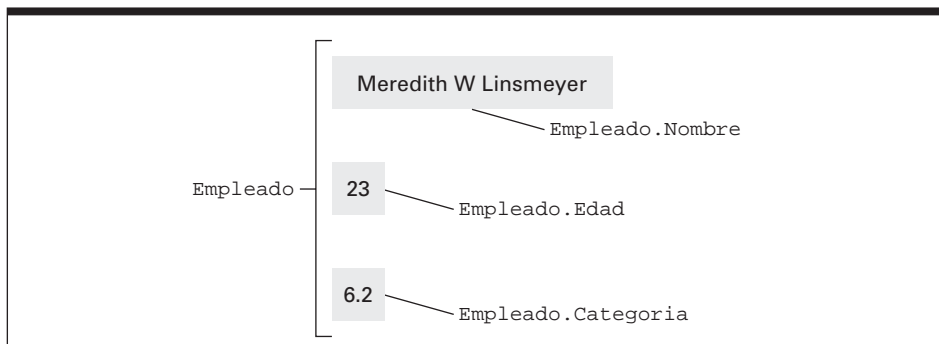 Meredith W Linsmeyer
Empleado.Nombre
Empleado
23
Empleado.Edad
6.2
Empleado.Categoria